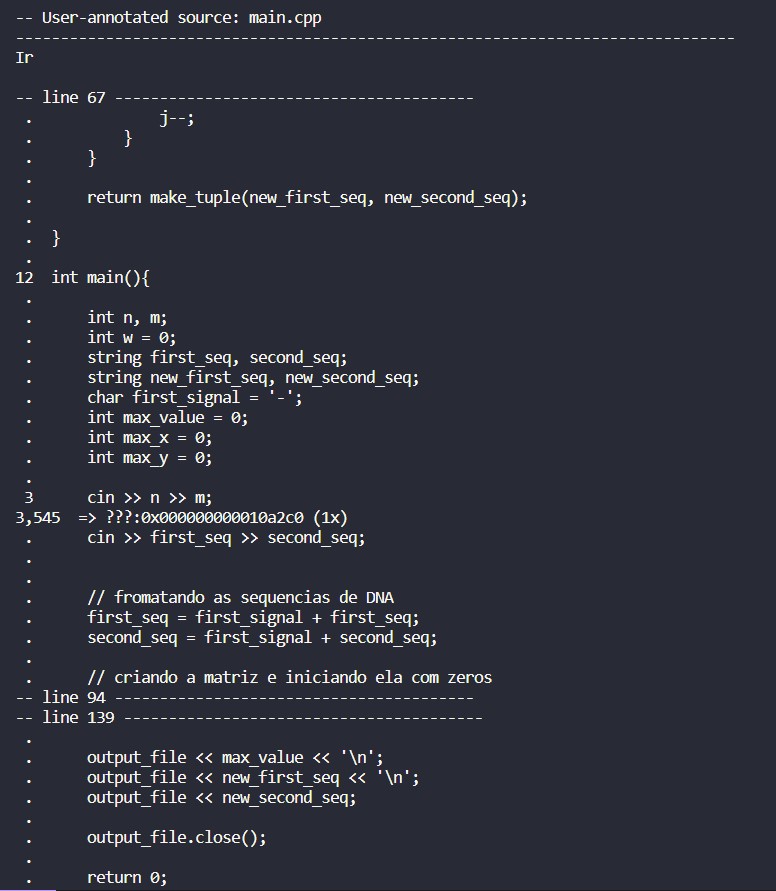 -- User-annotated source: main.cpp
--------------------------------------------------------------------------------
Ir

-- line 67 ----------------------------------------
 .              j--;
 .          }
 .      }
 .
 .      return make_tuple(new_first_seq, new_second_seq);
 .
 .  }
 .
12  int main(){
 .
 .      int n, m;
 .      int w = 0;
 .      string first_seq, second_seq;
 .      string new_first_seq, new_second_seq;
 .      char first_signal = '-';
 .      int max_value = 0;
 .      int max_x = 0;
 .      int max_y = 0;
 .
 3      cin >> n >> m;
3,545  => ???:0x000000000010a2c0 (1x)
 .      cin >> first_seq >> second_seq;
 .
 .
 .      // fromatando as sequencias de DNA
 .      first_seq = first_signal + first_seq;
 .      second_seq = first_signal + second_seq;
 .
 .      // criando a matriz e iniciando ela com zeros
-- line 94 ----------------------------------------
-- line 139 ----------------------------------------
 .
 .      output_file << max_value << '\n';
 .      output_file << new_first_seq << '\n';
 .      output_file << new_second_seq;
 .
 .      output_file.close();
 .
 .      return 0;